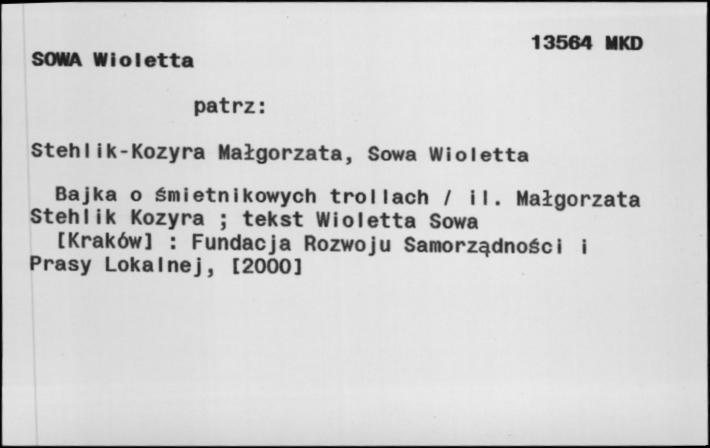 13564 MKD
SOWA Wioletta
patrz:
Stehlik-Kozyra Małgorzata, Sowa Wioletta
Bajka o śmietnikowych trollach / il. Małgorzata
Stehlik Kozyra ; tekst Wioletta Sowa
[Kraków] : Fundacja Rozwoju Samorządności i
Prasy Lokalnej, [2000]